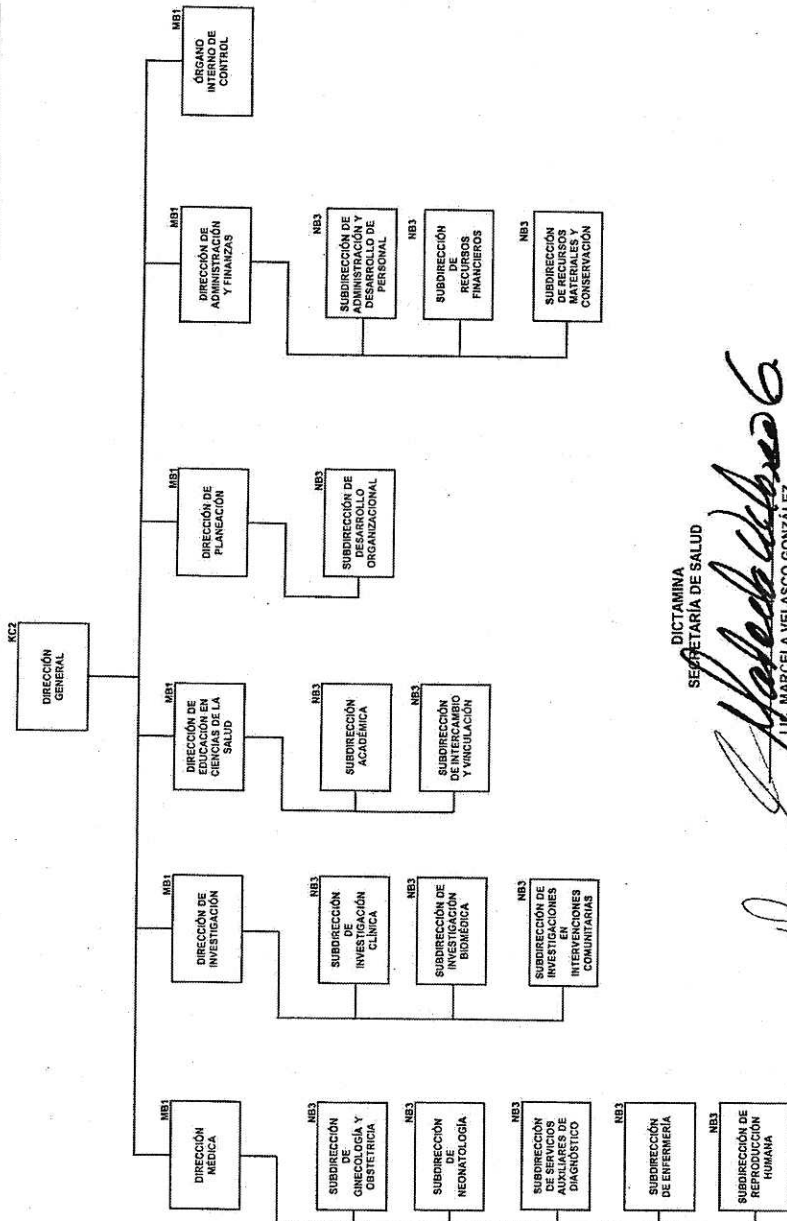 KC2
DIRECCIÓN
GENERAL
MB1
DIRECCIÓN
MÉDICA
MB1
DIRECCIÓN DE
INVESTIGACIÓN
MB1
DIRECCIÓN DE
EDUCACIÓN EN
CIENCIAS DE LA
SALUD
MB1
DIRECCIÓN DE
PLANEACIÓN
MB1
DIRECCIÓN DE
ADMINISTRACIÓN
Y FINANZAS
MB1
ÓRGANO
INTERNO DE
CONTROL
NB3
SUBDIRECCIÓN
DE
GINECOLOGÍA Y
OBSTETRICIA
NB3
SUBDIRECCIÓN
DE
NEONATOLOGÍA
NB3
SUBDIRECCIÓN
DE SERVICIOS
AUXILIARES DE
DIAGNÓSTICO
NB3
SUBDIRECCIÓN
DE ENFERMERÍA
NB3
SUBDIRECCIÓN DE
REPRODUCCIÓN
HUMANA
NB3
SUBDIRECCIÓN
DE
INVESTIGACIÓN
CLÍNICA
NB3
SUBDIRECCIÓN DE
INVESTIGACIÓN
BIOMÉDICA
NB3
SUBDIRECCIÓN DE
INVESTIGACIONES
EN
INTERVENCIONES
COMUNITARIAS
NB3
SUBDIRECCIÓN
ACADÉMICA
NB3
SUBDIRECCIÓN
DE INTERCAMBIO
Y VINCULACIÓN
NB3
SUBDIRECCIÓN DE
DESARROLLO
ORGANIZACIONAL
NB3
SUBDIRECCIÓN DE
ADMINISTRACIÓN Y
DESARROLLO DE
PERSONAL
NB3
SUBDIRECCIÓN
DE
RECURSOS
FINANCIEROS
NB3
SUBDIRECCIÓN
DE RECURSOS
MATERIALES Y
CONSERVACIÓN
DICTAMINA
SECRETARÍA DE SALUD
MARCELA VELASCO GONZÁLEZ